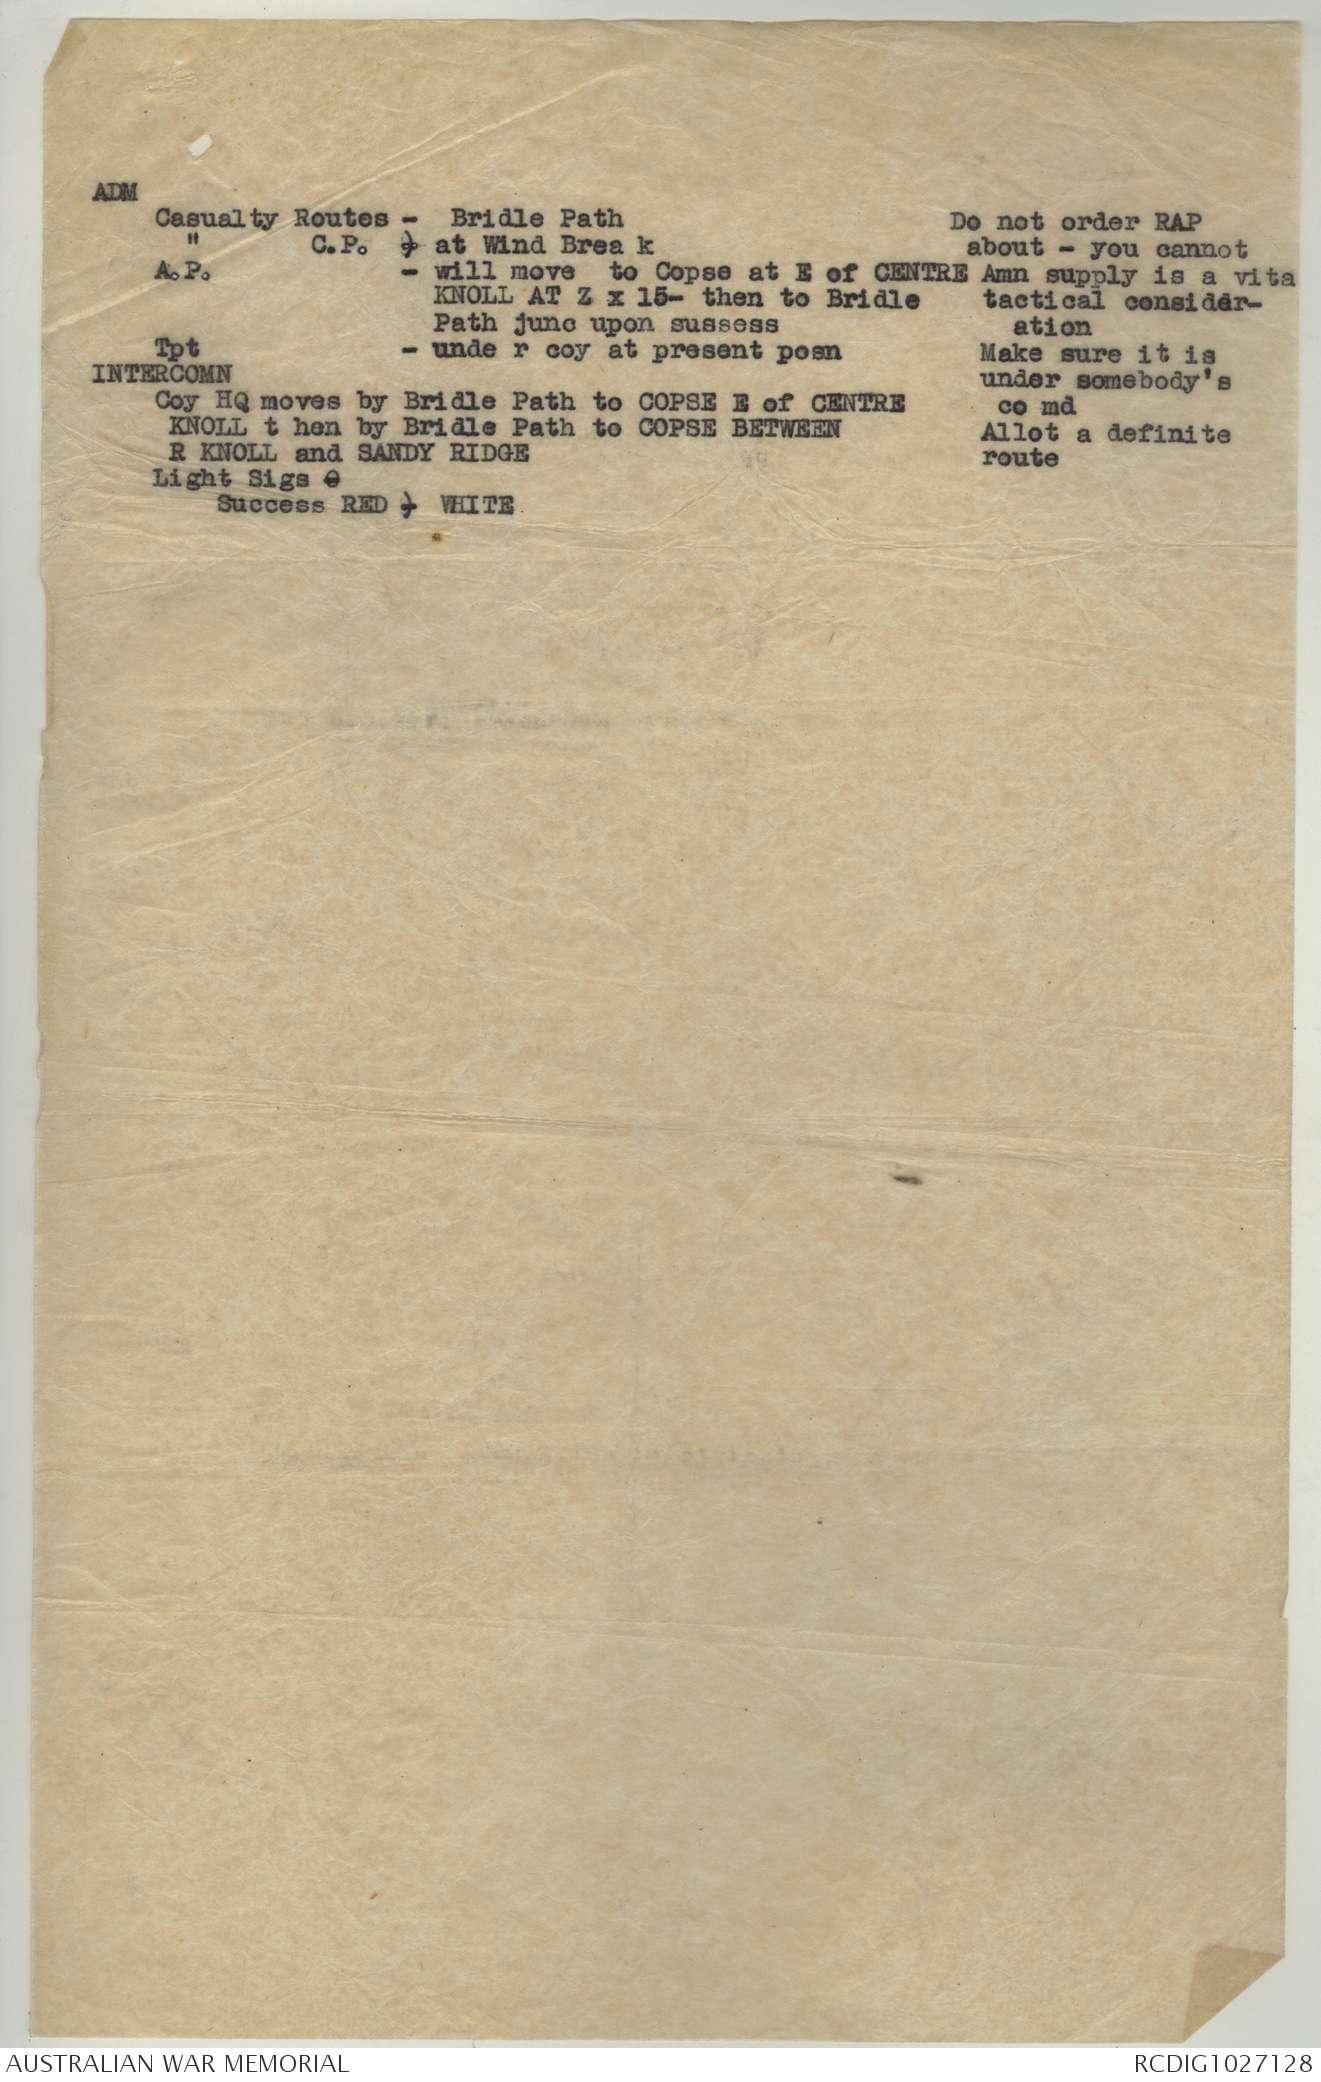 ADM
Casualty Routes - Bridle Path Do not order RAP
" C.P. - at Wind Brea k about - you cannot
A.P. - will move to Copse at E of CENTRE Amn supply is a vita
KNOLL AT Z x 15- then to Bridle tactical consider-
Path junc upon sussess ation
Tpt - unde r coy at present posn Make sure it is
INTERCOMN under somebody's
Coy HQ moves by Bridle Path to COPSE E of CENTRE co md
KNOLL t hen by Bridle Path to COPSE BETWEEN Allot a definite
R KNOLL and SANDY RIDGE route
Light Sigs -
Success RED - WHITE
AUSTRALIAN WAR MEMORIAL RCDIG1027128